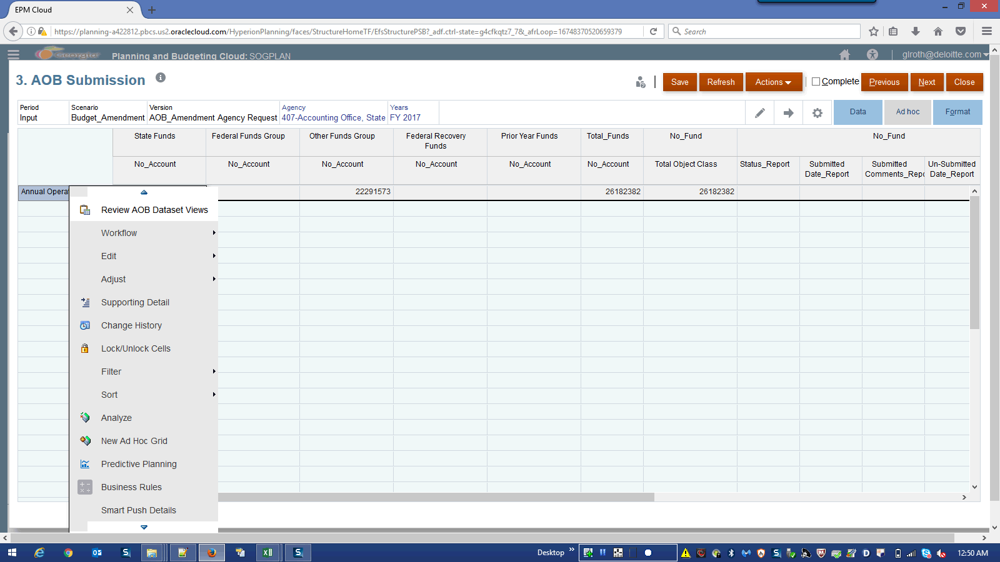 EPM Cloud
https://planning-a422812.pbcs.us2.oraclecloud.com/HyperionPlanning/faces/StructureHomeTF/EfsStructurePSB?_adf.ctrl-state=g4cfkqtz7_7&_afrLoop=16748370520659379
Search
Georgia
Planning and Budgeting Cloud: SOGPLAN
glroth@deloitte.com
3. AOB Submission
Save
Refresh
Actions
Complete
Previous
Next
Close
Period
Input
Scenario
Budget_Amendment
Version
AOB_Amendment Agency Request
Agency
407-Accounting Office, State
Years
FY 2017
Data
Ad hoc
Format
State Funds
Federal Funds Group
Other Funds Group
Federal Recovery
Funds
Prior Year Funds
Total_Funds
No_Fund
No_Fund
No_Account
No_Account
No_Account
No_Account
No_Account
No_Account
Total Object Class
Status_Report
Submitted
Date_Report
Submitted
Comments_Repo
Un-Submitted
Date_Report
Annual Opera
22291573
26182382
26182382
Review AOB Dataset Views
Workflow
Edit
Adjust
Supporting Detail
Change History
Lock/Unlock Cells
Filter
Sort
Analyze
New Ad Hoc Grid
Predictive Planning
Business Rules
Smart Push Details
Desktop
12:50 AM